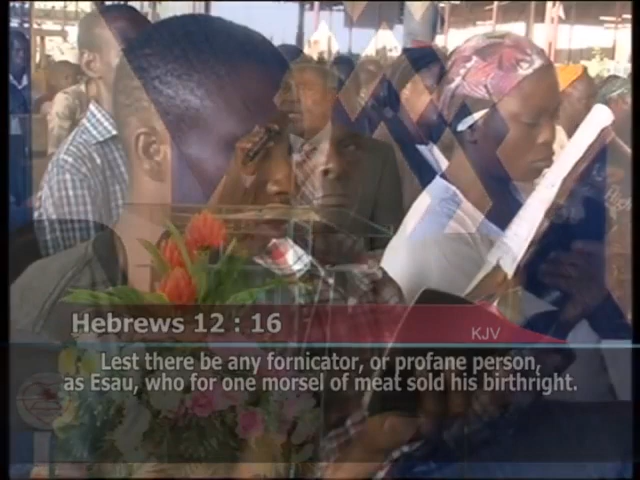 Hebrews 12 : 16
KJV
Lest there be any fornicator, or profane person,
as Esau, who for one morsel of meat sold his birthright.